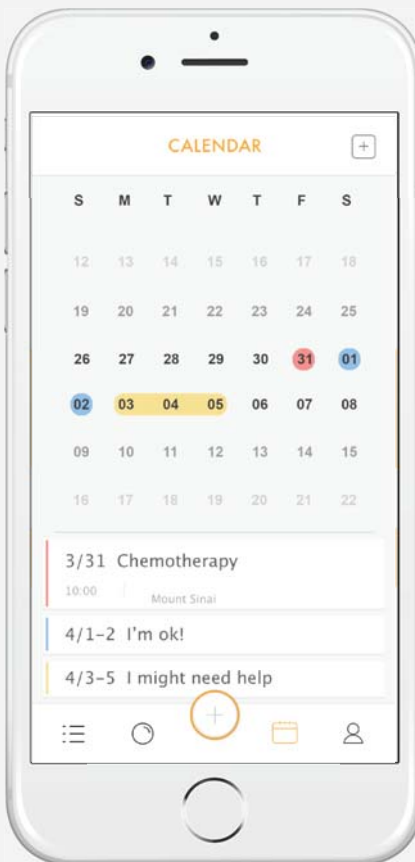 CALENDAR
S M T W T F S
12 13 14 15 16 17 18
19 20 21 22 23 24 25
26 27 28 29 30 31 01
02 03 04 05 06 07 08
09 10 11 12 13 14 15
16 17 18 19 20 21 22
3/31 Chemotherapy
10:00 Mount Sinai
4/1-2 I'm ok!
4/3-5 I might need help